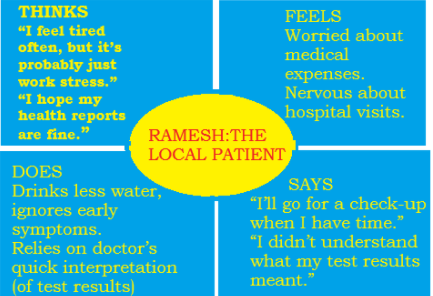 THINKS
“I feel tired
often, but it’s
probably just
work stress.”
“I hope my
health reports
are fine.”
FEELS
Worried about
medical
expenses.
Nervous about
hospital visits.
RAMESH:THE
LOCAL PATIENT
DOES
Drinks less water,
ignores early
symptoms.
Relies on doctor’s
quick interpretation
(of test results)
SAYS
“I’ll go for a check-up
when I have time.”
“I didn’t understand
what my test results
meant.”